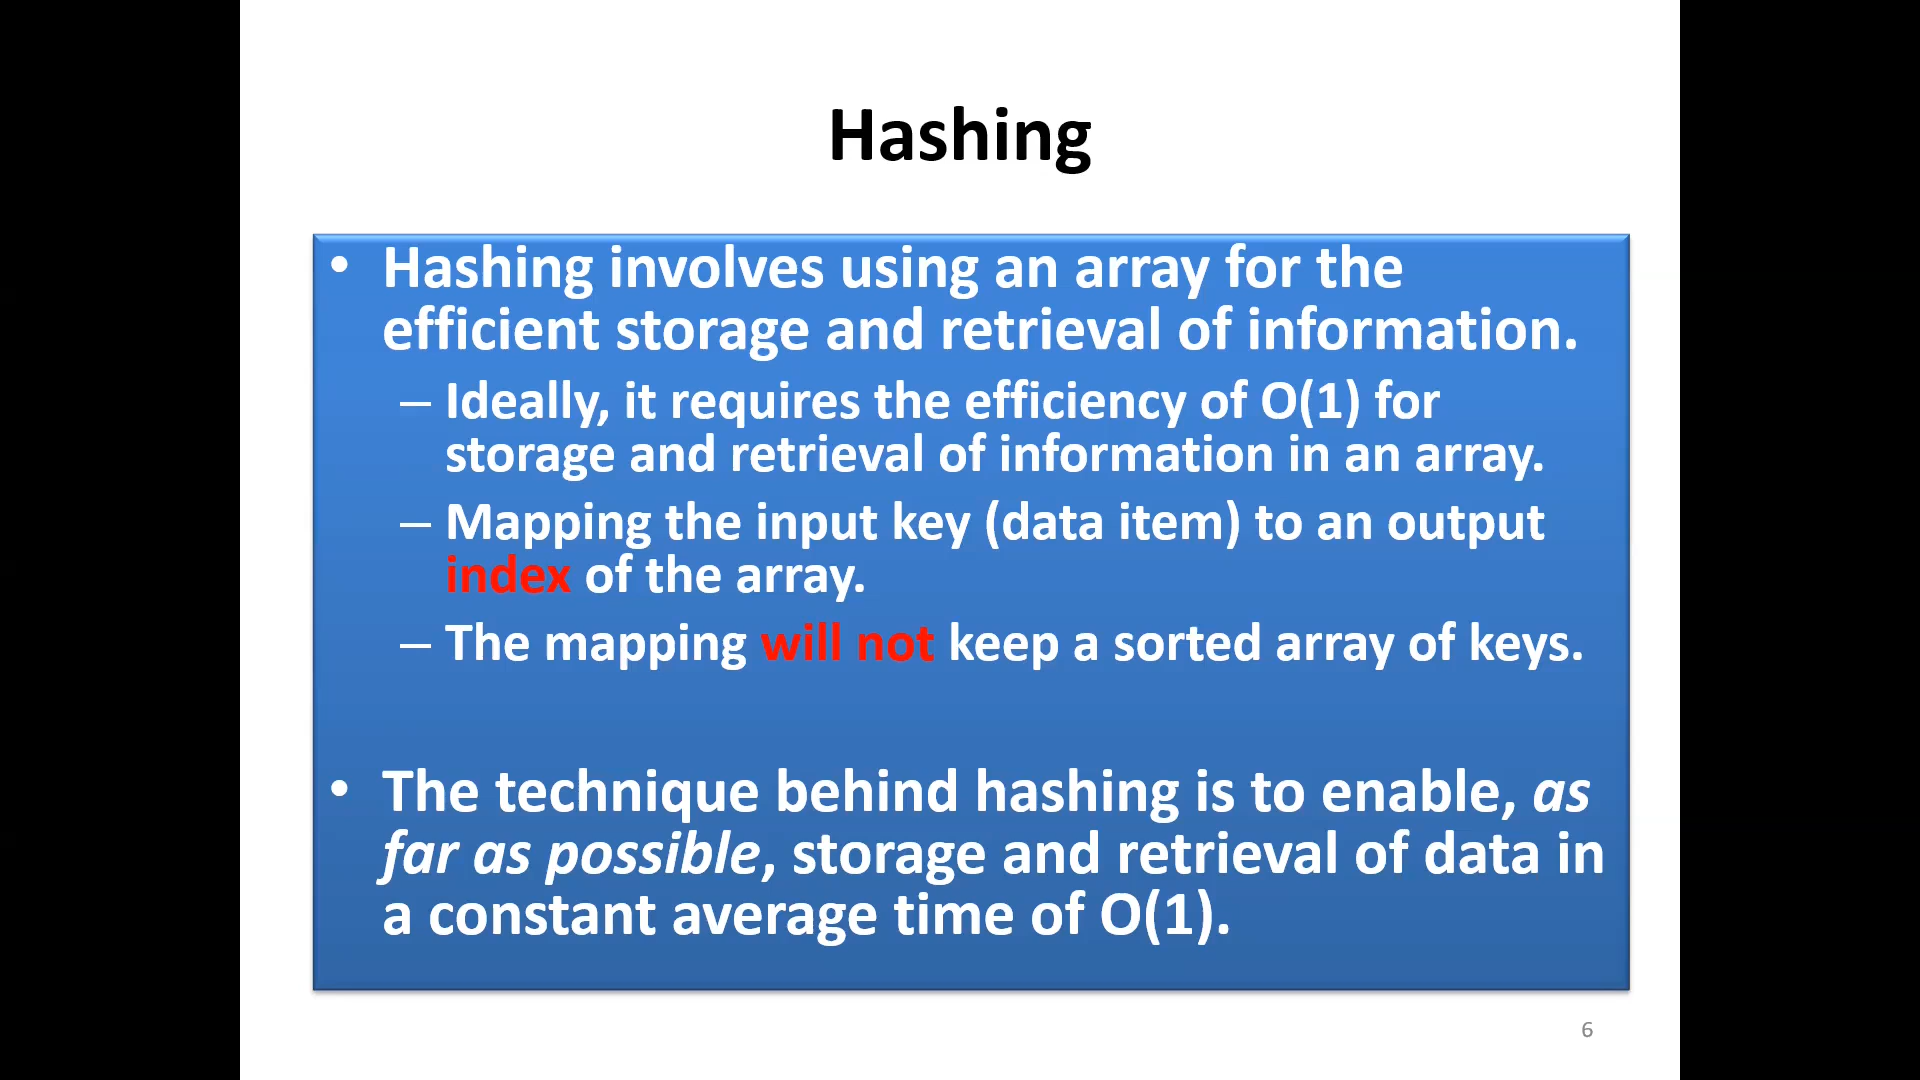 Hashing
• Hashing involves using an array for the
efficient storage and retrieval of information.
– Ideally, it requires the efficiency of O(1) for
storage and retrieval of information in an array.
– Mapping the input key (data item) to an output
index of the array.
– The mapping will not keep a sorted array of keys.
• The technique behind hashing is to enable, as
far as possible, storage and retrieval of data in
a constant average time of O(1).
6